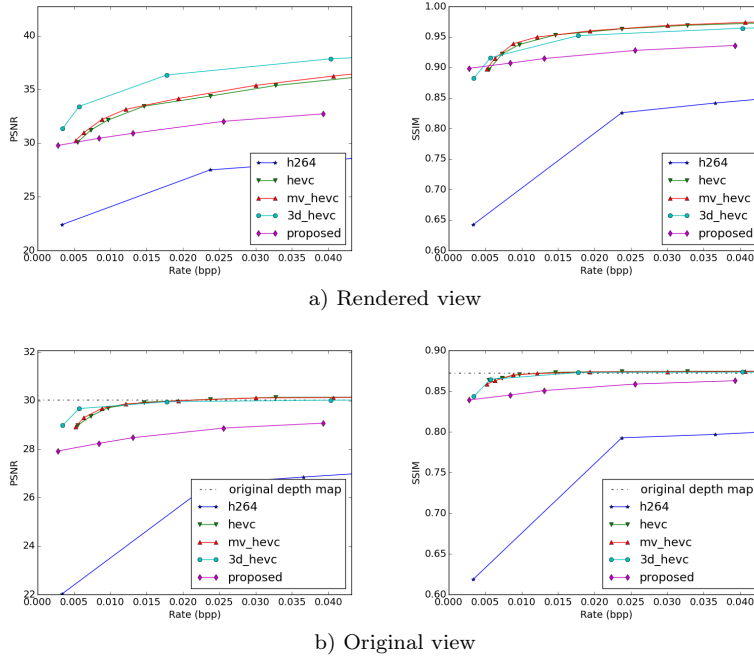 PSNR
40
35
30
25
20
0.000 0.005 0.010 0.015 0.020 0.025 0.030 0.035 0.040
Rate (bpp)
h264
hevc
mv_hevc
3d_hevc
proposed
SSIM
1.00
0.95
0.90
0.85
0.80
0.75
0.70
0.65
0.60
0.000 0.005 0.010 0.015 0.020 0.025 0.030 0.035 0.040
Rate (bpp)
h264
hevc
mv_hevc
3d_hevc
proposed
a) Rendered view
PSNR
32
30
28
26
24
22
0.000 0.005 0.010 0.015 0.020 0.025 0.030 0.035 0.040
Rate (bpp)
original depth map
h264
hevc
mv_hevc
3d_hevc
proposed
SSIM
0.90
0.85
0.80
0.75
0.70
0.65
0.60
0.000 0.005 0.010 0.015 0.020 0.025 0.030 0.035 0.040
Rate (bpp)
original depth map
h264
hevc
mv_hevc
3d_hevc
proposed
b) Original view